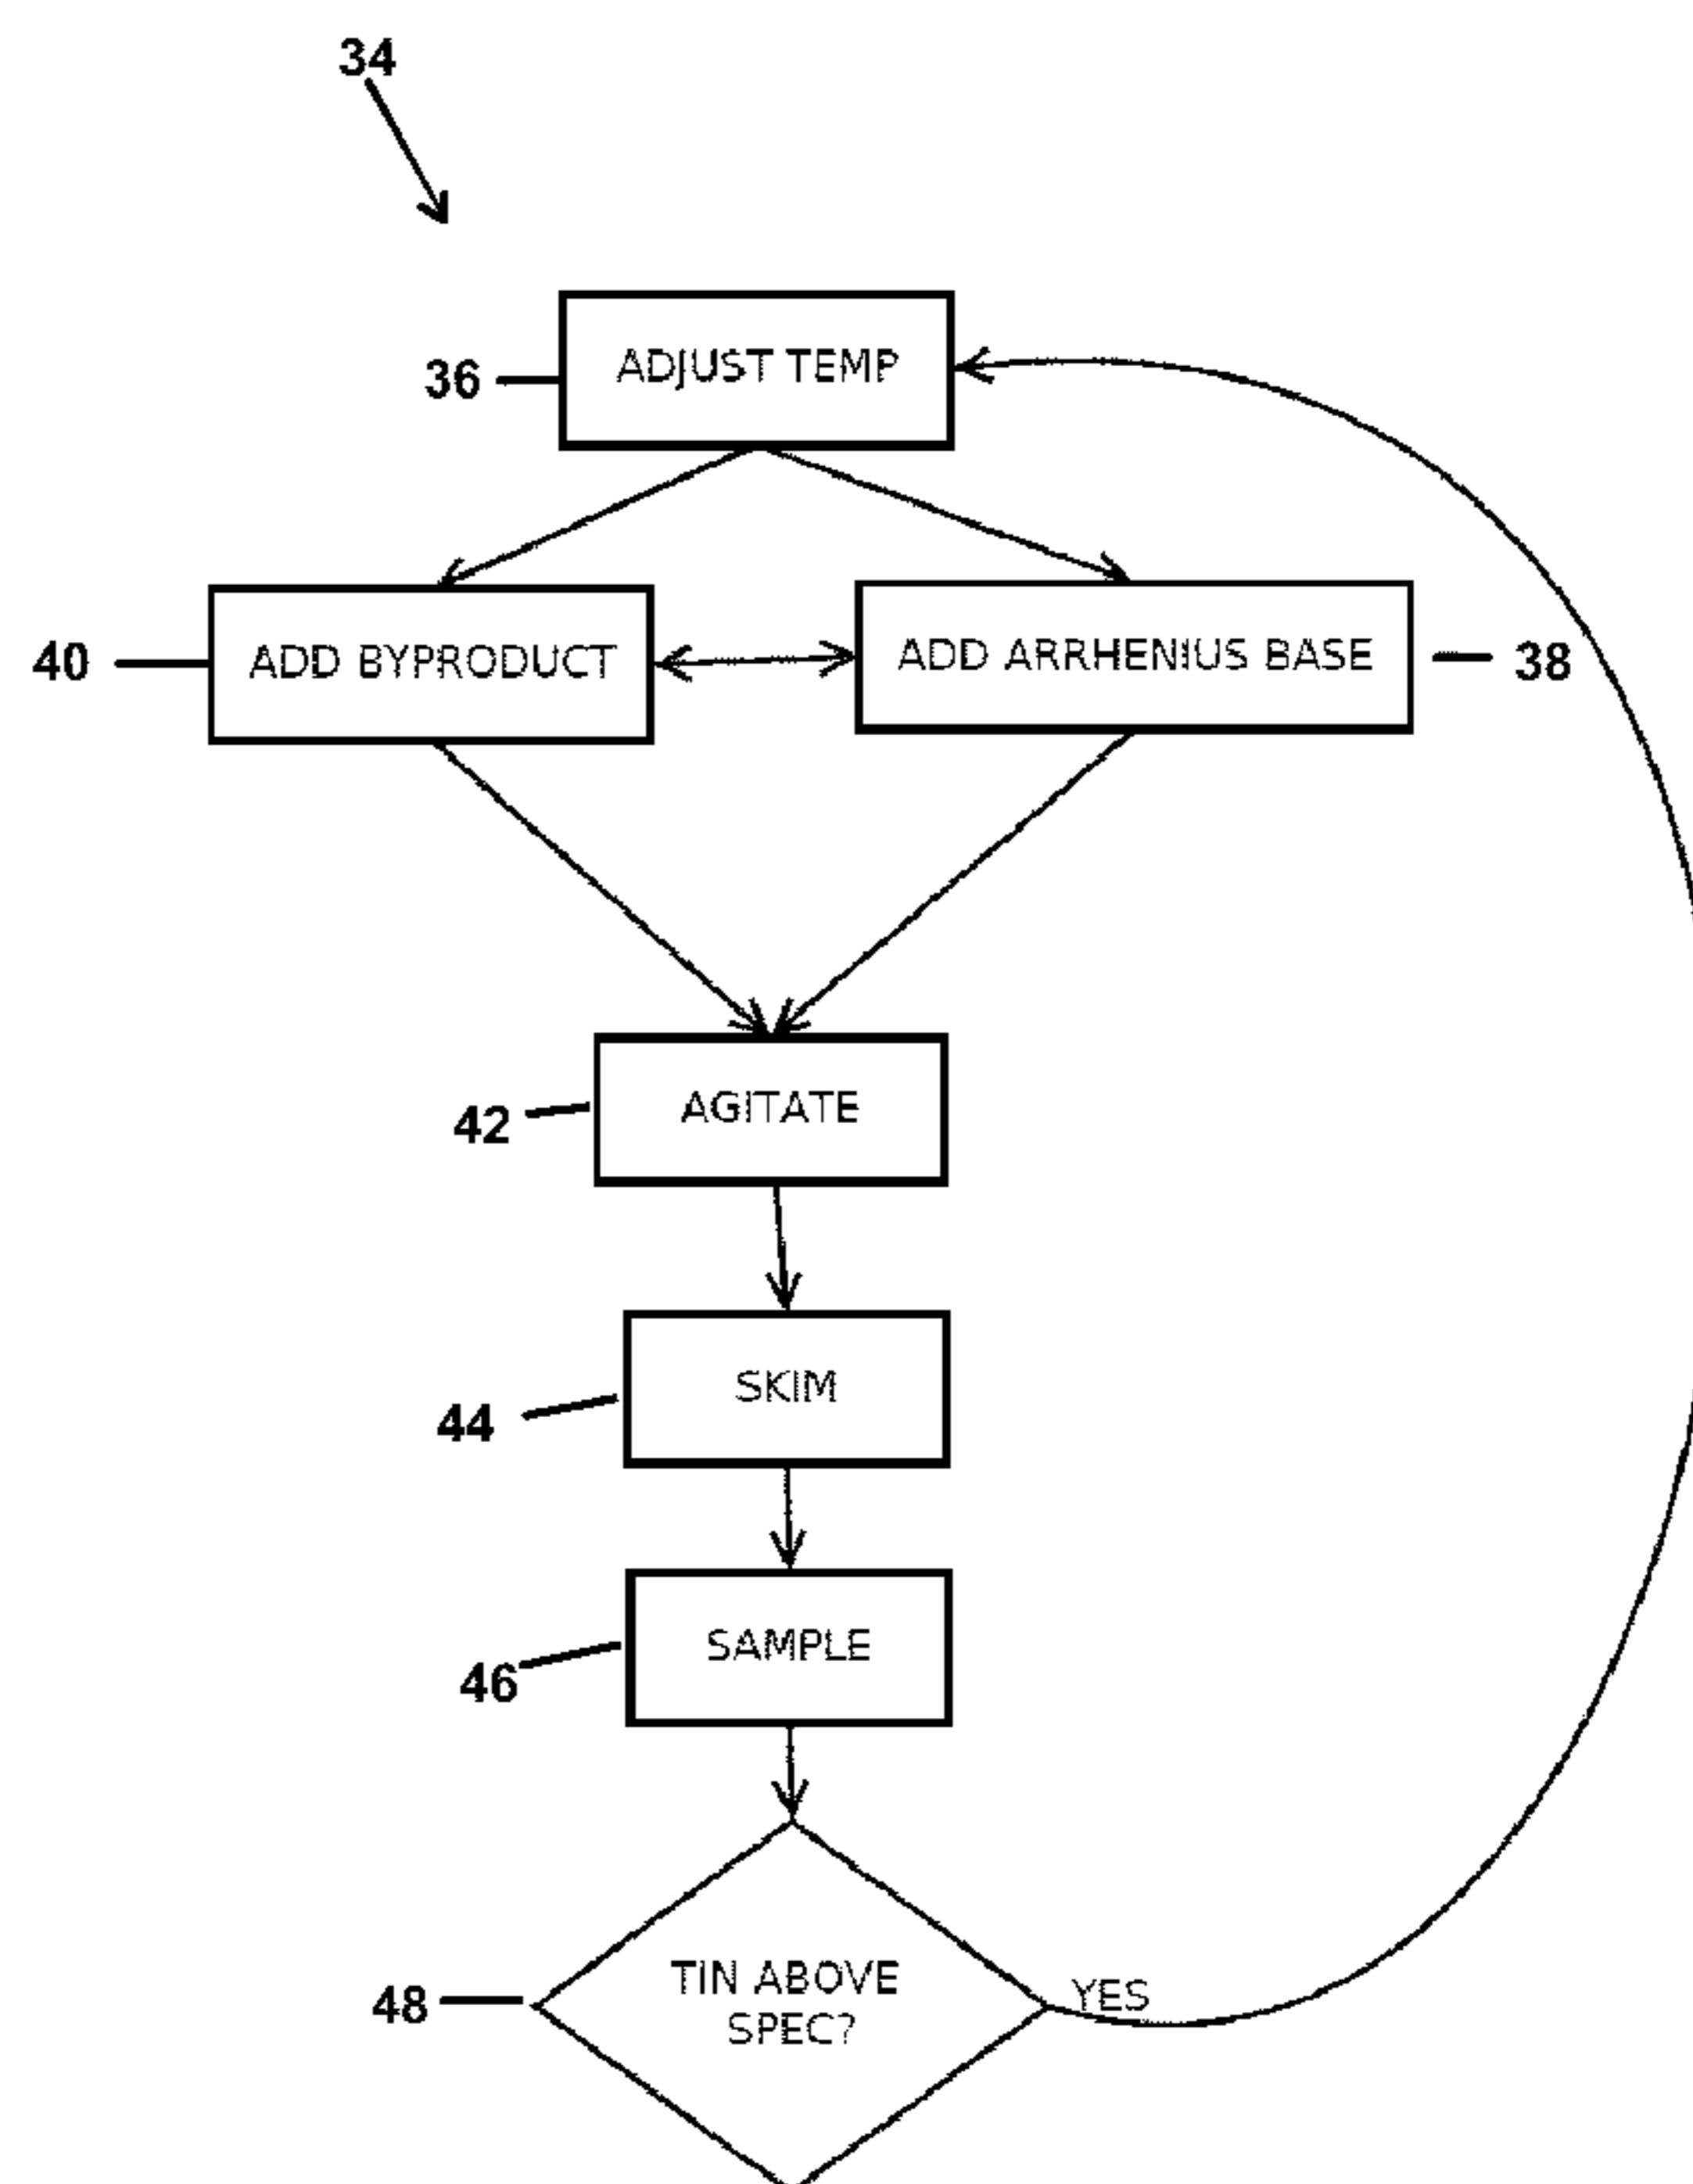 34
36
ADJUST TEMP
40
ADD BYPRODUCT
ADD ARRHENIUS BASE
38
42
AGITATE
44
SKIM
46
SAMPLE
48
TIN ABOVE
SPEC?
YES